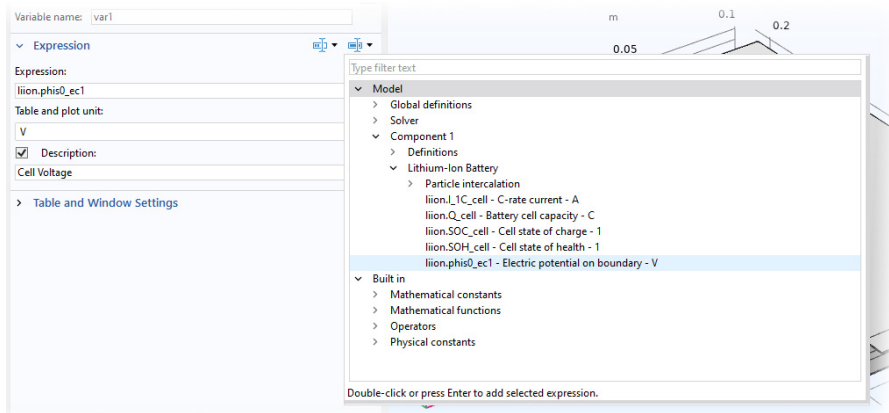 Variable name: var1
Expression
Expression:
liion.phis0_ec1
Table and plot unit:
V
Description:
Cell Voltage
Table and Window Settings
m
0.1
0.2
0.05
Type filter text
Model
Global definitions
Solver
Component 1
Definitions
Lithium-Ion Battery
Particle intercalation
liion.I_1C_cell - C-rate current - A
liion.Q_cell - Battery cell capacity - C
liion.SOC_cell - Cell state of charge - 1
liion.SOH_cell - Cell state of health - 1
liion.phis0_ec1 - Electric potential on boundary - V
Built in
Mathematical constants
Mathematical functions
Operators
Physical constants
Double-click or press Enter to add selected expression.